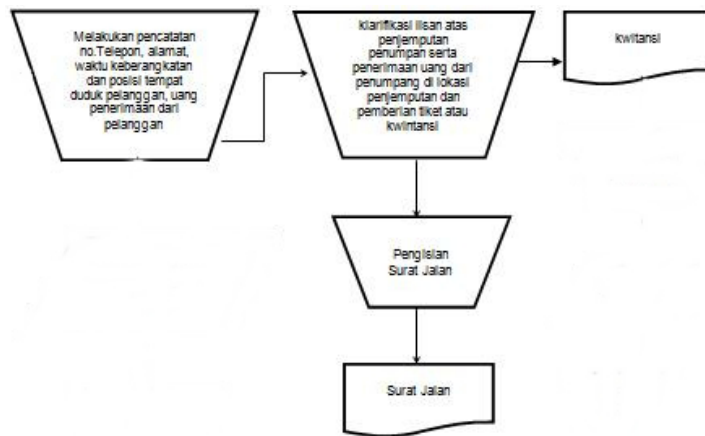 Melakukan pencatatan
no.Telepon, alamat,
waktu keberangkatan
dan posisi tempat
duduk pelanggan, uang
penerimaan dari
pelanggan
klarifikasi lisan atas
penjemputan
penumpan serta
penerimaan uang dari
penumpang di lokasi
penjemputan dan
pemberian tiket atau
kwintansi
kwitansi
Pengisian
Surat Jalan
Surat Jalan